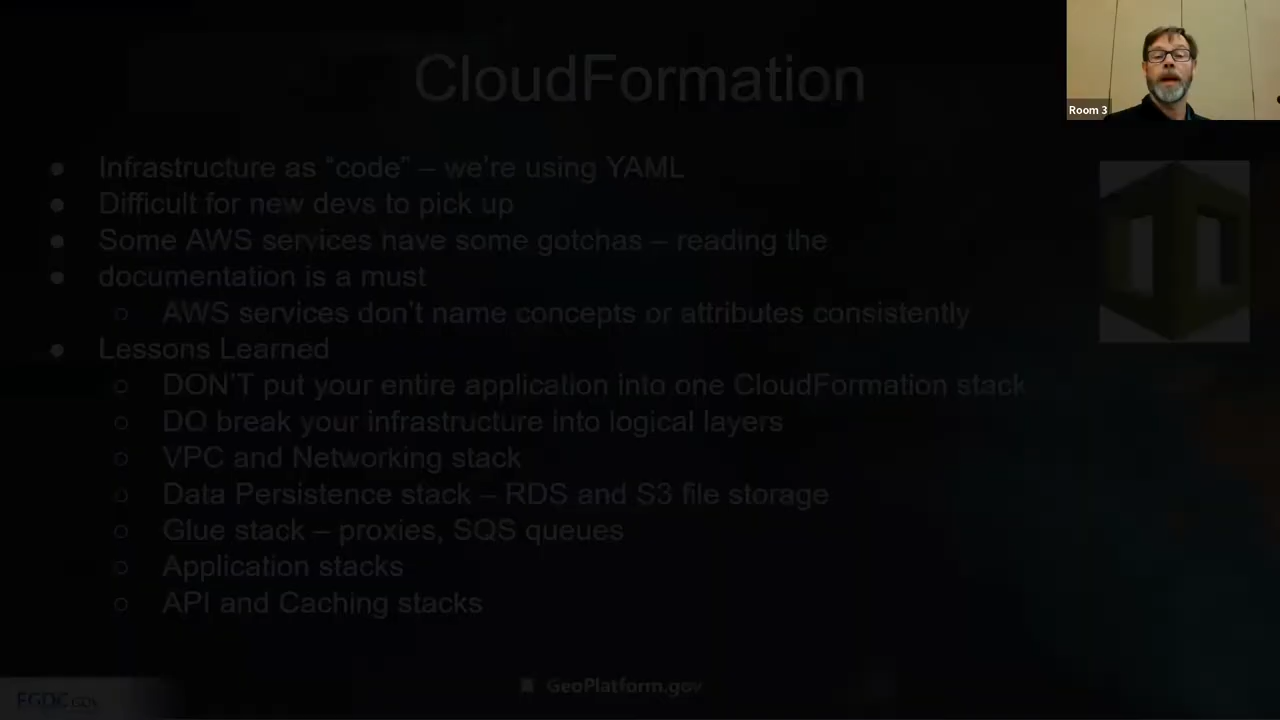 CloudFormation
Room 3
● Infrastructure as “code” – we’re using YAML
● Difficult for new devs to pick up
● Some AWS services have some gotchas – reading the
● documentation is a must
○ AWS services don’t name concepts or attributes consistently
● Lessons Learned
○ DON’T put your entire application into one CloudFormation stack
○ DO break your infrastructure into logical layers
○ VPC and Networking stack
○ Data Persistence stack – RDS and S3 file storage
○ Glue stack – proxies, SQS queues
○ Application stacks
○ API and Caching stacks
FGDC.GOV
GeoPlatform.gov